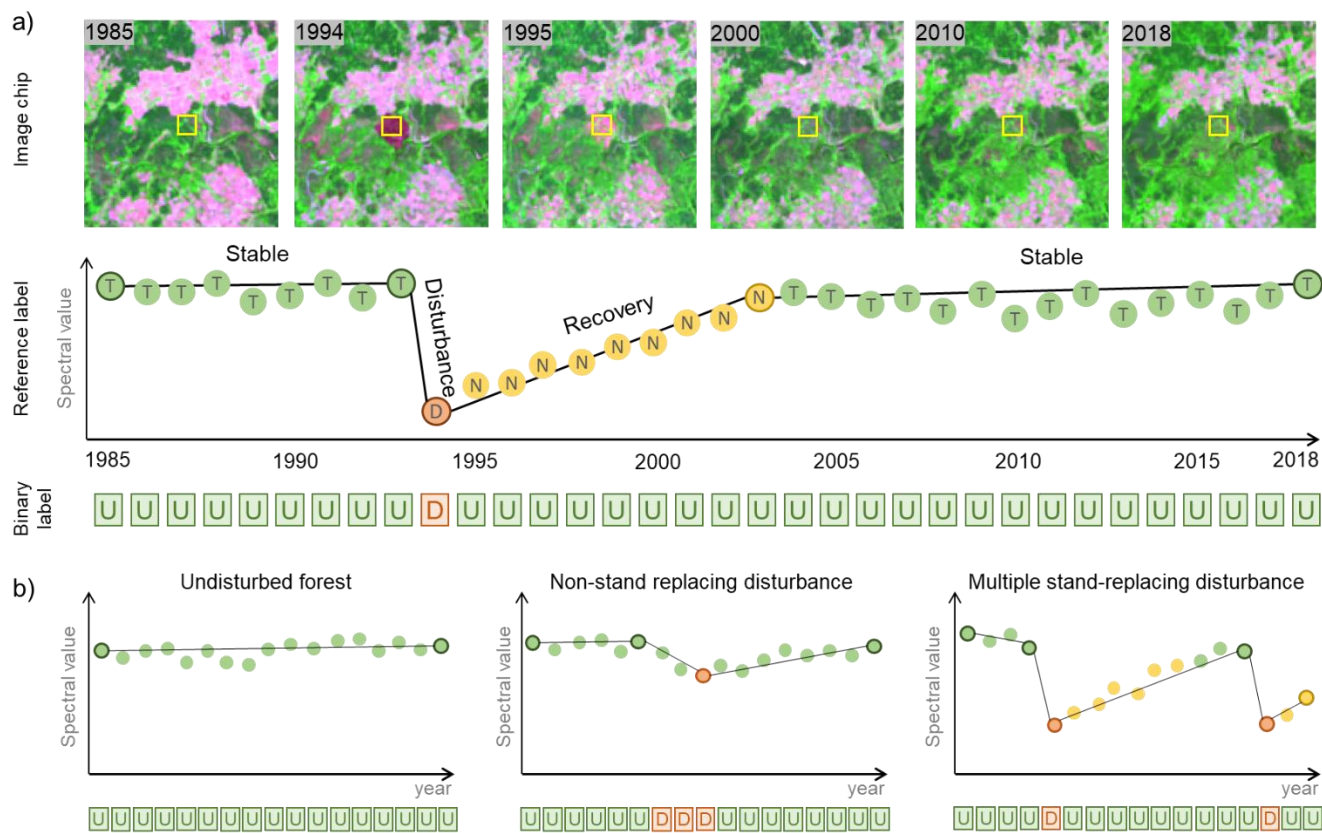 a)
Image chip
1985
1994
1995
2000
2010
2018
Reference label
Spectral value
Stable
Disturbance
Recovery
Stable
T T T T T T T T T D N N N N N N N N N T T T T T T T T T T T T T T T
1985 1990 1995 2000 2005 2010 2015 2018
Binary
label
U U U U U U U U U D U U U U U U U U U U U U U U U U U U U U U U U U
b)
Undisturbed forest
Spectral value
year
U U U U U U U U U U U U U U U U U U
Non-stand replacing disturbance
Spectral value
year
U U U U U U D D D U U U U U U U U
Multiple stand-replacing disturbance
Spectral value
year
U U U U D U U U U U U U U U D U U